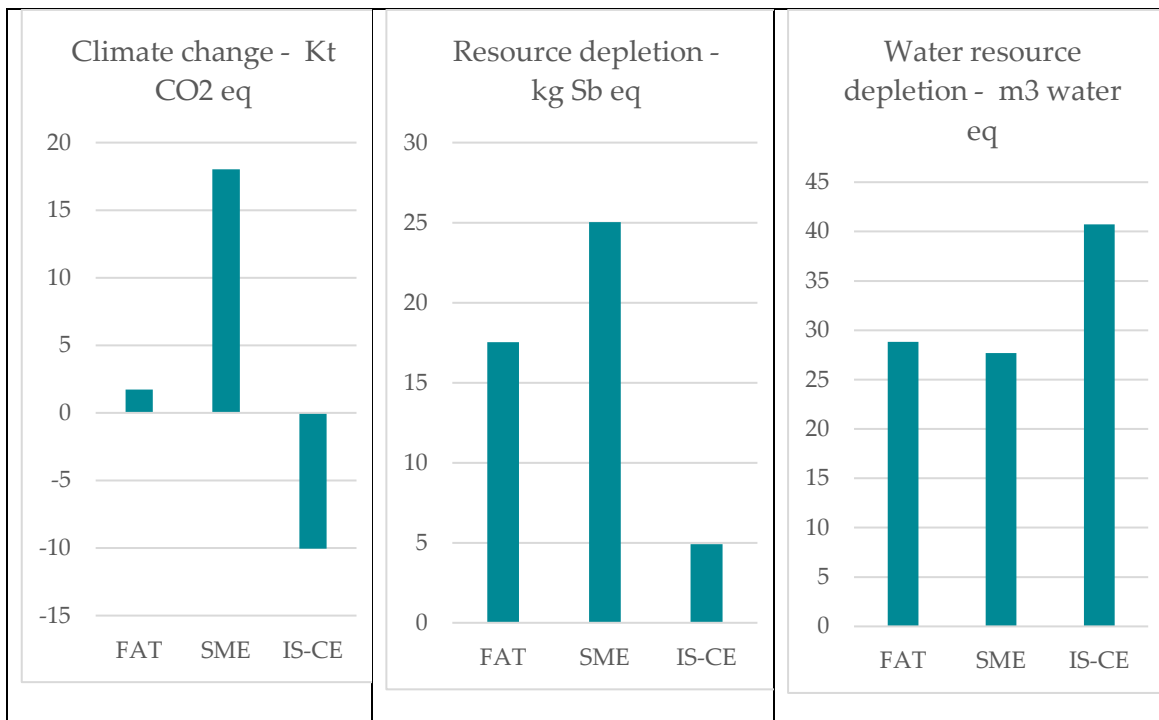 Climate change -  Kt
CO2 eq
20
15
10
5
0
-5
-10
-15
FAT SME IS-CE
Resource depletion -
kg Sb eq
30
25
20
15
10
5
0
FAT SME IS-CE
Water resource
depletion -  m3 water
eq
45
40
35
30
25
20
15
10
5
0
FAT SME IS-CE